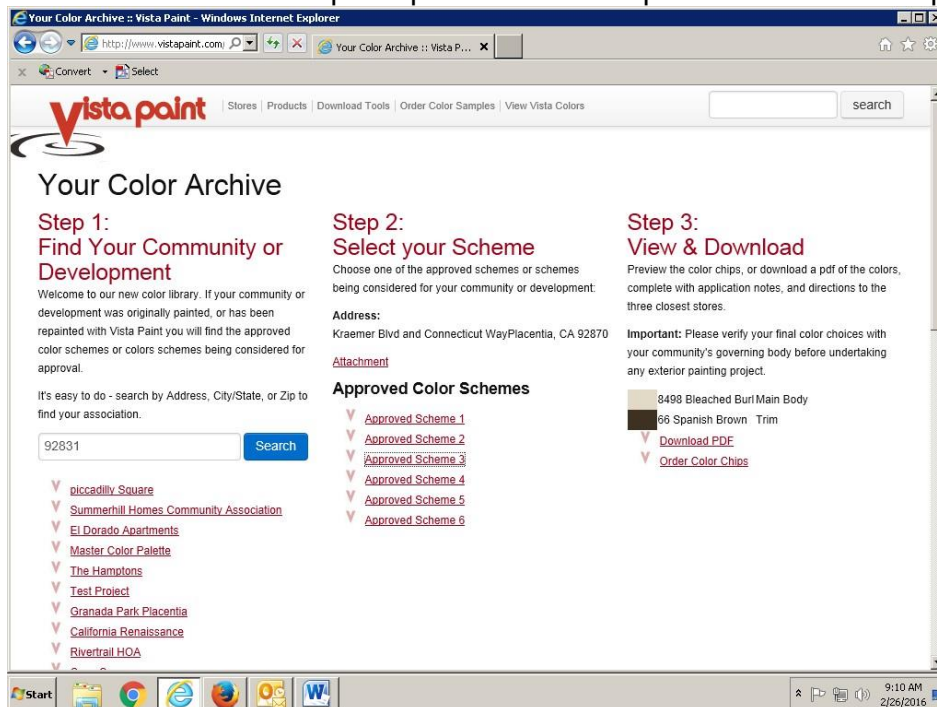 Your Color Archive :: Vista Paint - Windows Internet Explorer
http://www.vistapaint.com
Your Color Archive :: Vista P...
Convert
Select
vista paint
Stores | Products | Download Tools | Order Color Samples | View Vista Colors
search
Your Color Archive
Step 1:
Find Your Community or
Development
Welcome to our new color library. If your community or
development was originally painted, or has been
repainted with Vista Paint you will find the approved
color schemes or colors schemes being considered for
approval.
It's easy to do - search by Address, City/State, or Zip to
find your association.
92831
Search
piccadilly Square
Summerhill Homes Community Association
El Dorado Apartments
Master Color Palette
The Hamptons
Test Project
Granada Park Placentia
California Renaissance
Rivertrail HOA
Step 2:
Select your Scheme
Choose one of the approved schemes or schemes
being considered for your community or development:
Address:
Kraemer Blvd and Connecticut WayPlacentia, CA 92870
Attachment
Approved Color Schemes
Approved Scheme 1
Approved Scheme 2
Approved Scheme 3
Approved Scheme 4
Approved Scheme 5
Approved Scheme 6
Step 3:
View & Download
Preview the color chips, or download a pdf of the colors,
complete with application notes, and directions to the
three closest stores.
Important: Please verify your final color choices with
your community's governing body before undertaking
any exterior painting project.
8498 Bleached Burl Main Body
66 Spanish Brown Trim
Download PDF
Order Color Chips
Start
9:10 AM
2/26/2016